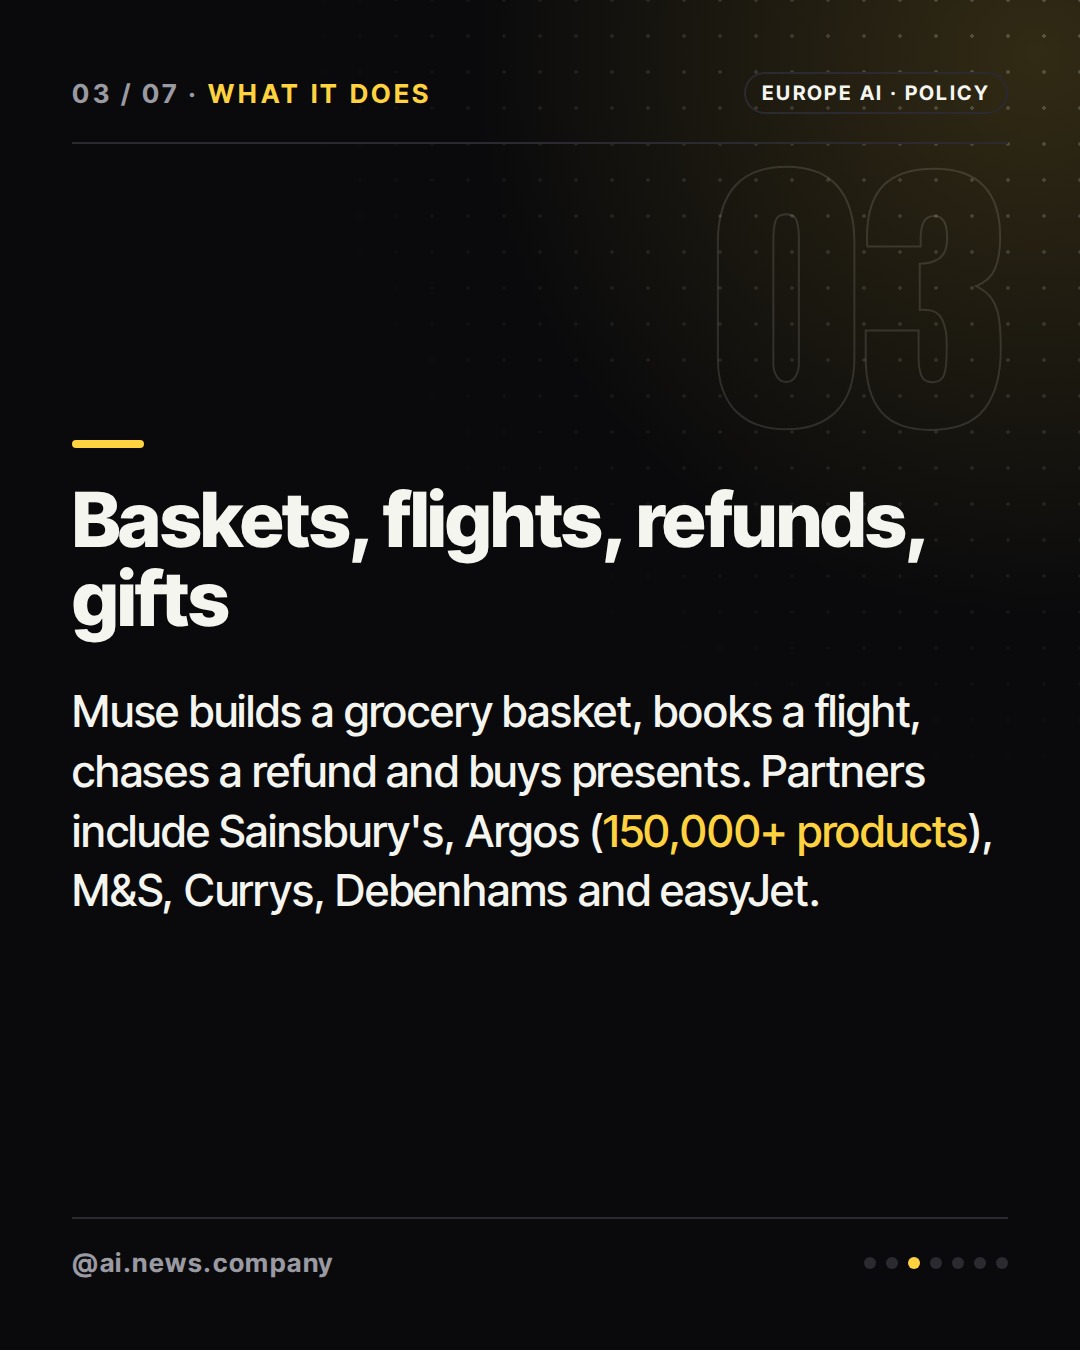 03 / 07 · WHAT IT DOES
EUROPE AI · POLICY
03
Baskets, flights, refunds,
gifts
Muse builds a grocery basket, books a flight,
chases a refund and buys presents. Partners
include Sainsbury's, Argos (150,000+ products),
M&S, Currys, Debenhams and easyJet.
@ai.news.company